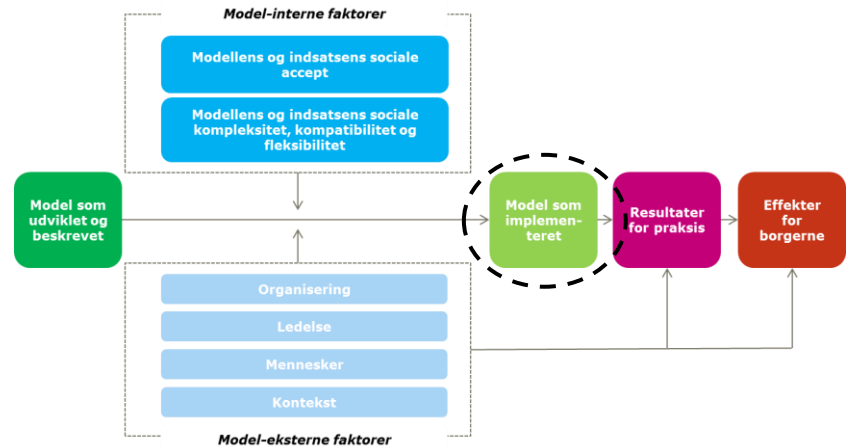 Model-interne faktorer
Modellens og indsatsens sociale
accept
Modellens og indsatsens sociale
kompleksitet, kompatibilitet og
fleksibilitet
Model som
udviklet og
beskrevet
Model som
implemen-
teret
Resultater
for praksis
Effekter
for
borgerne
Organisering
Ledelse
Mennesker
Kontekst
Model-eksterne faktorer